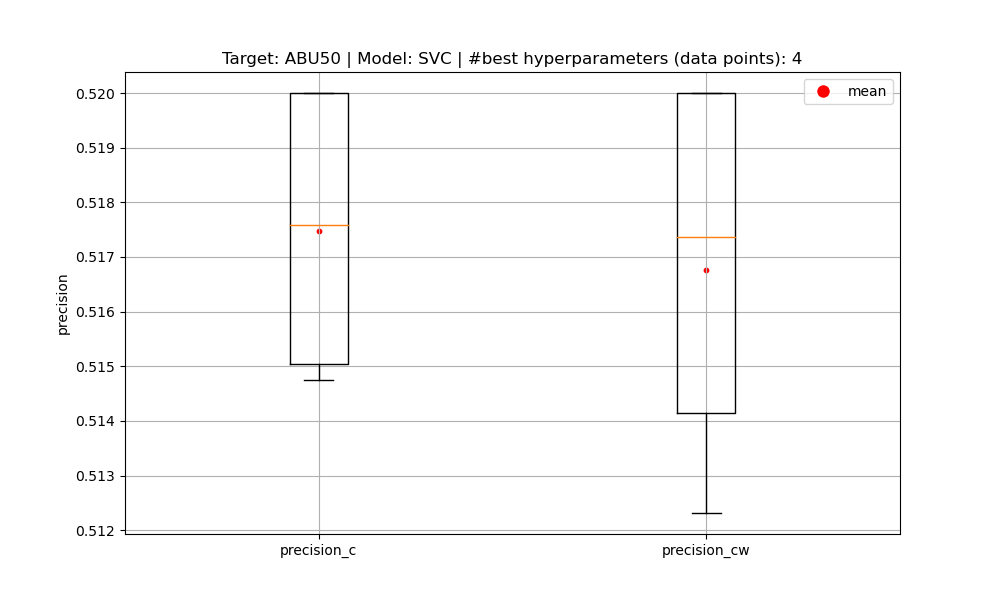 Target: ABU50 | Model: SVC | #best hyperparameters (data points): 4
mean
precision
0.520
0.519
0.518
0.517
0.516
0.515
0.514
0.513
0.512
precision_c
precision_cw